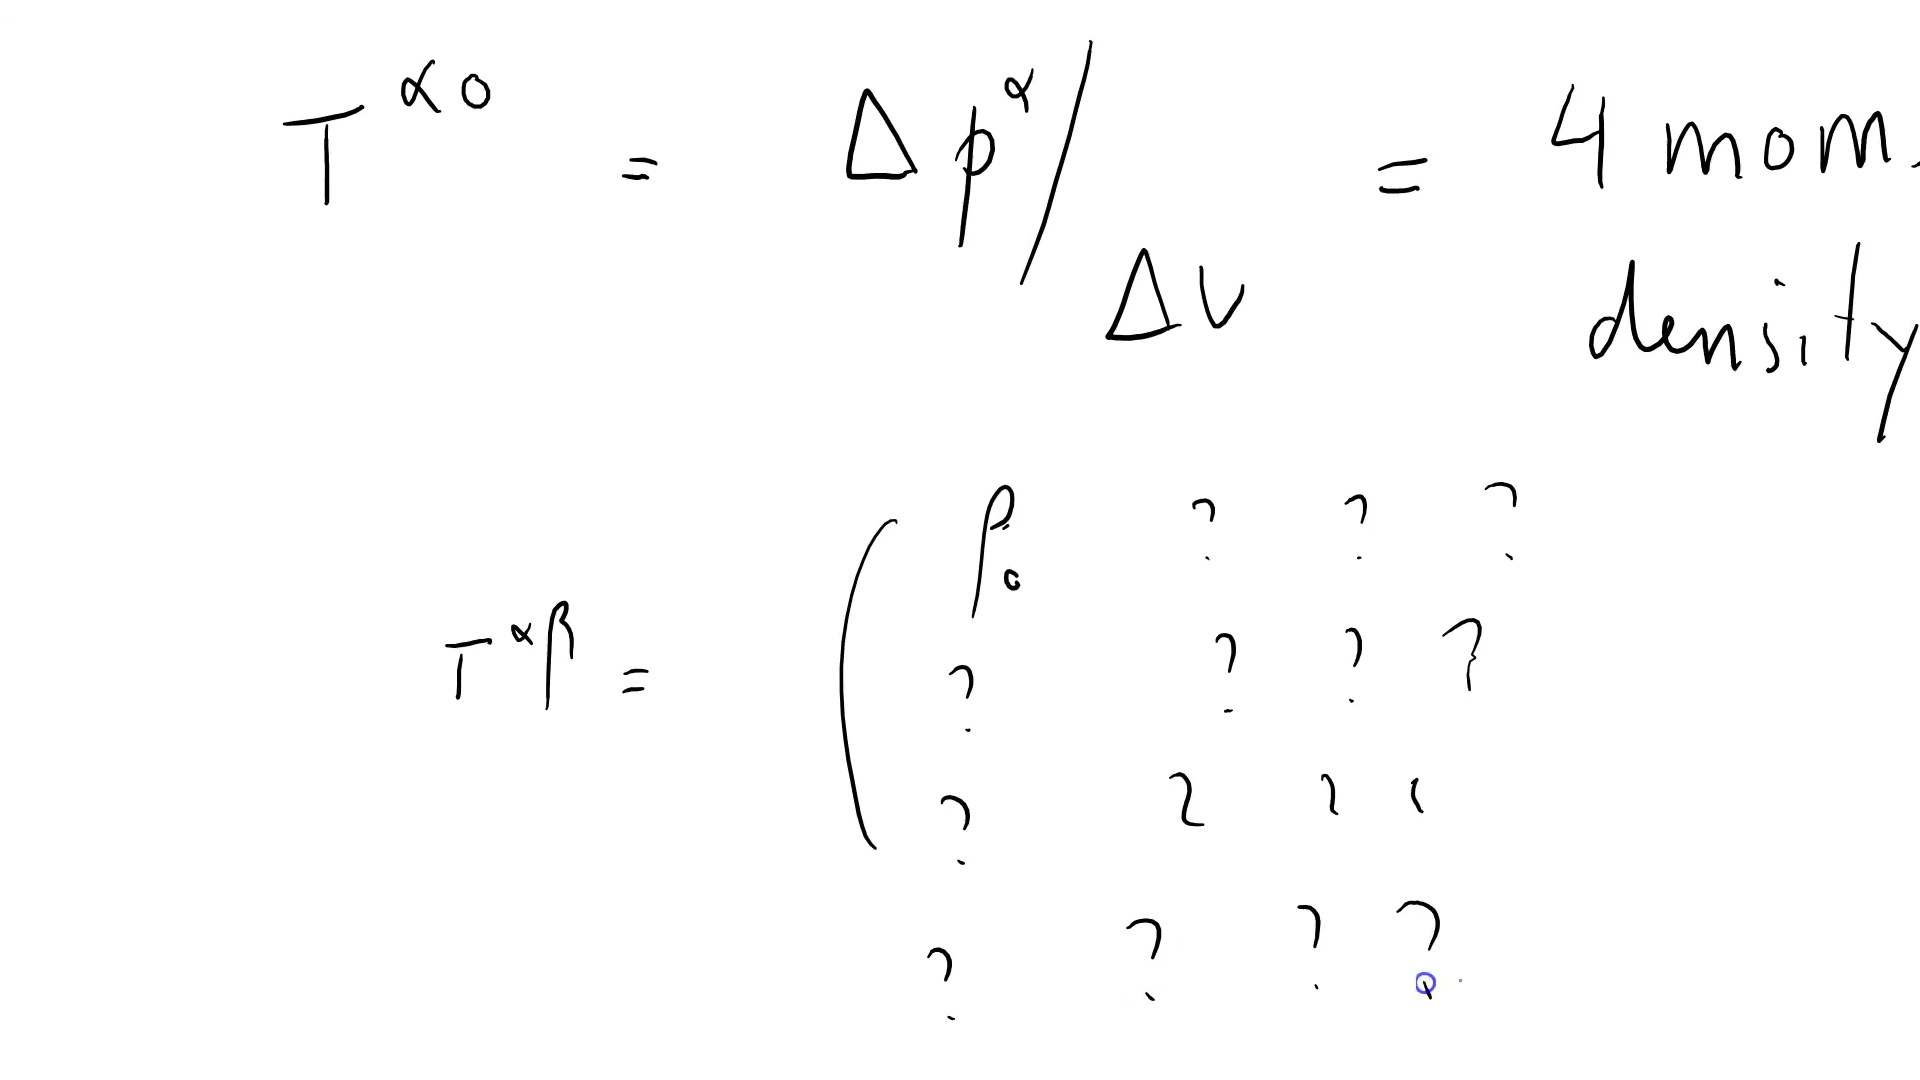 T^{α0} = Δp^α / ΔV = 4 mom.
density
ρ₀ ? ? ?
T^{αβ} = ( ? ? ? ?
? ? ? ?
? ? ? ?